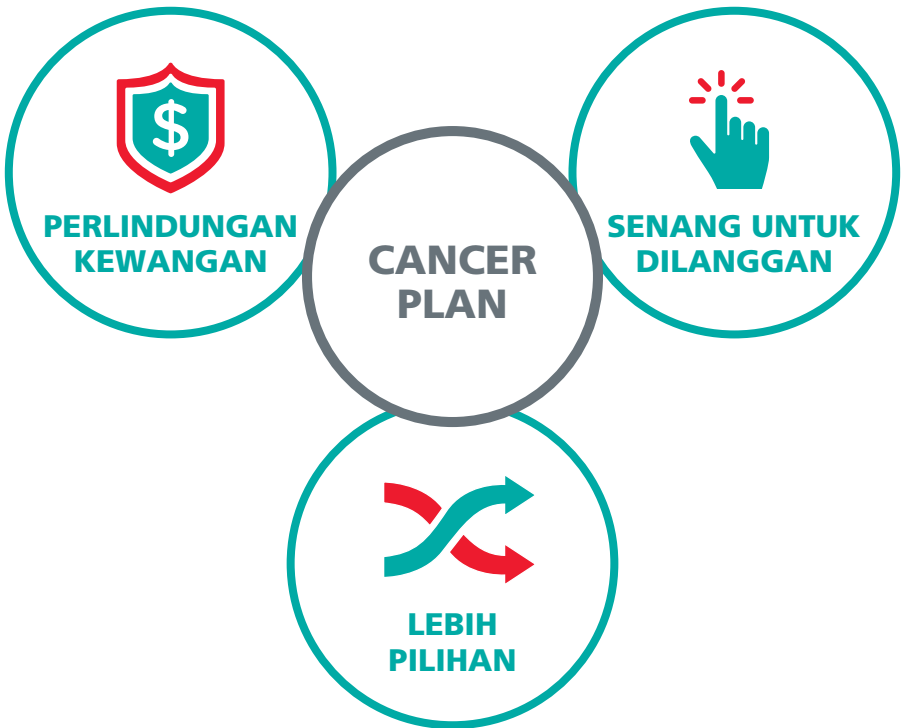 PERLINDUNGAN
KEWANGAN
CANCER
PLAN
SENANG UNTUK
DILANGGAN
LEBIH
PILIHAN